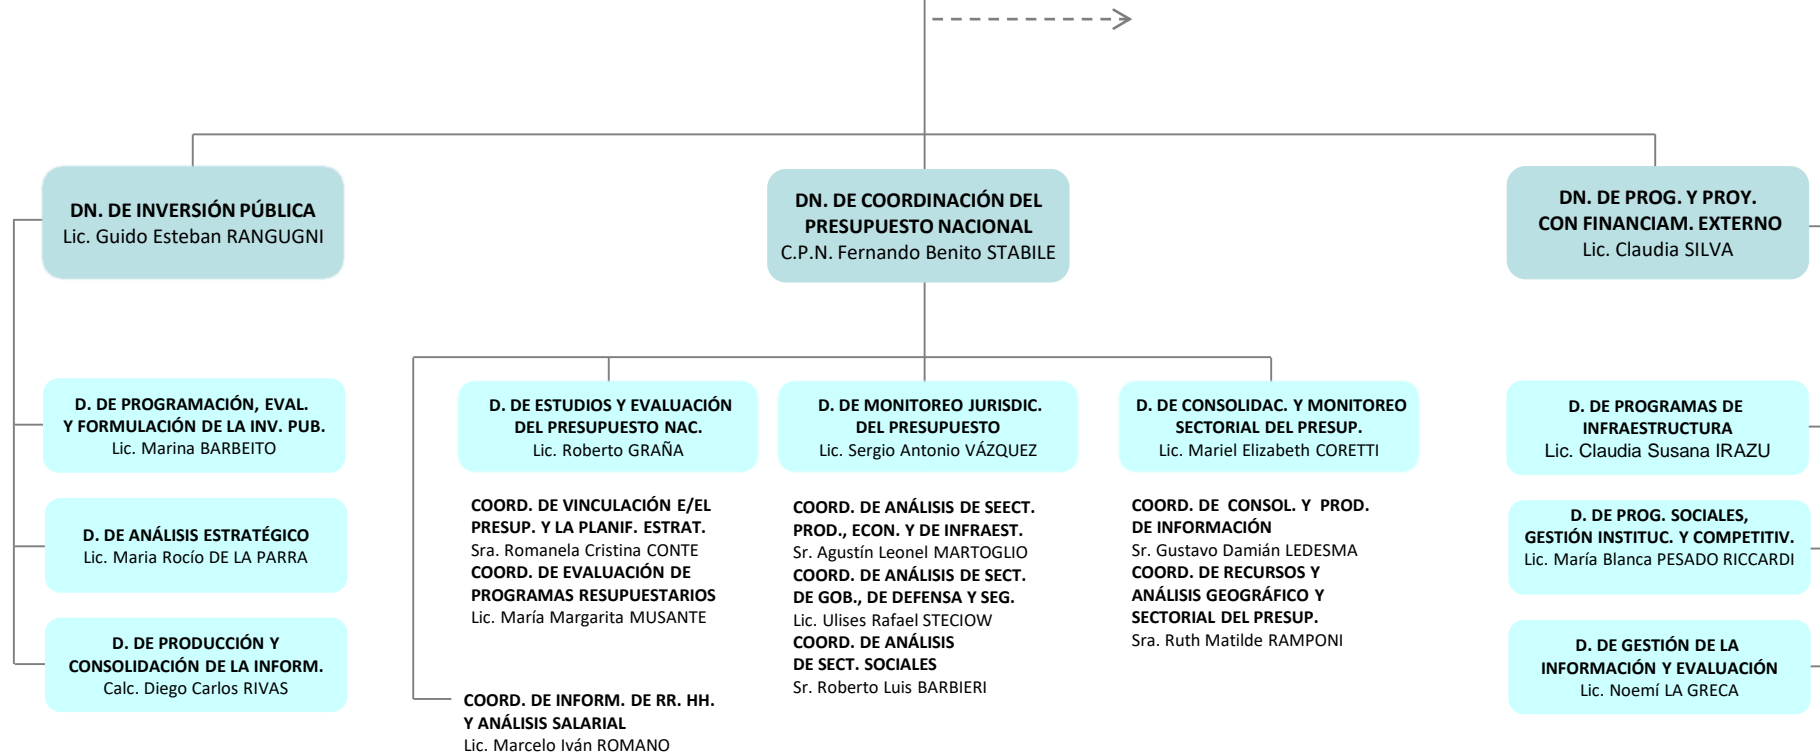 DN. DE INVERSIÓN PÚBLICA
Lic. Guido Esteban RANGUGNI
DN. DE COORDINACIÓN DEL
PRESUPUESTO NACIONAL
C.P.N. Fernando Benito STABILE
DN. DE PROG. Y PROY.
CON FINANCIAM. EXTERNO
Lic. Claudia SILVA
D. DE PROGRAMACIÓN, EVAL.
Y FORMULACIÓN DE LA INV. PUB.
Lic. Marina BARBEITO
D. DE ANÁLISIS ESTRATÉGICO
Lic. Maria Rocío DE LA PARRA
D. DE PRODUCCIÓN Y
CONSOLIDACIÓN DE LA INFORM.
Calc. Diego Carlos RIVAS
D. DE ESTUDIOS Y EVALUACIÓN
DEL PRESUPUESTO NAC.
Lic. Roberto GRAÑA
COORD. DE VINCULACIÓN E/EL
PRESUP. Y LA PLANIF. ESTRAT.
Sra. Romanela Cristina CONTE
COORD. DE EVALUACIÓN DE
PROGRAMAS RESUPUESTARIOS
Lic. María Margarita MUSANTE
COORD. DE INFORM. DE RR. HH.
Y ANÁLISIS SALARIAL
Lic. Marcelo Iván ROMANO
D. DE MONITOREO JURISDIC.
DEL PRESUPUESTO
Lic. Sergio Antonio VÁZQUEZ
COORD. DE ANÁLISIS DE SEECT.
PROD., ECON. Y DE INFRAEST.
Sr. Agustín Leonel MARTOGLIO
COORD. DE ANÁLISIS DE SECT.
DE GOB., DE DEFENSA Y SEG.
Lic. Ulises Rafael STECIOW
COORD. DE ANÁLISIS
DE SECT. SOCIALES
Sr. Roberto Luis BARBIERI
D. DE CONSOLIDAC. Y MONITOREO
SECTORIAL DEL PRESUP.
Lic. Mariel Elizabeth CORETTI
COORD. DE CONSOL. Y PROD.
DE INFORMACIÓN
Sr. Gustavo Damián LEDESMA
COORD. DE RECURSOS Y
ANÁLISIS GEOGRÁFICO Y
SECTORIAL DEL PRESUP.
Sra. Ruth Matilde RAMPONI
D. DE PROGRAMAS DE
INFRAESTRUCTURA
Lic. Claudia Susana IRAZU
D. DE PROG. SOCIALES,
GESTIÓN INSTITUC. Y COMPETITIV.
Lic. María Blanca PESADO RICCARDI
D. DE GESTIÓN DE LA
INFORMACIÓN Y EVALUACIÓN
Lic. Noemí LA GRECA